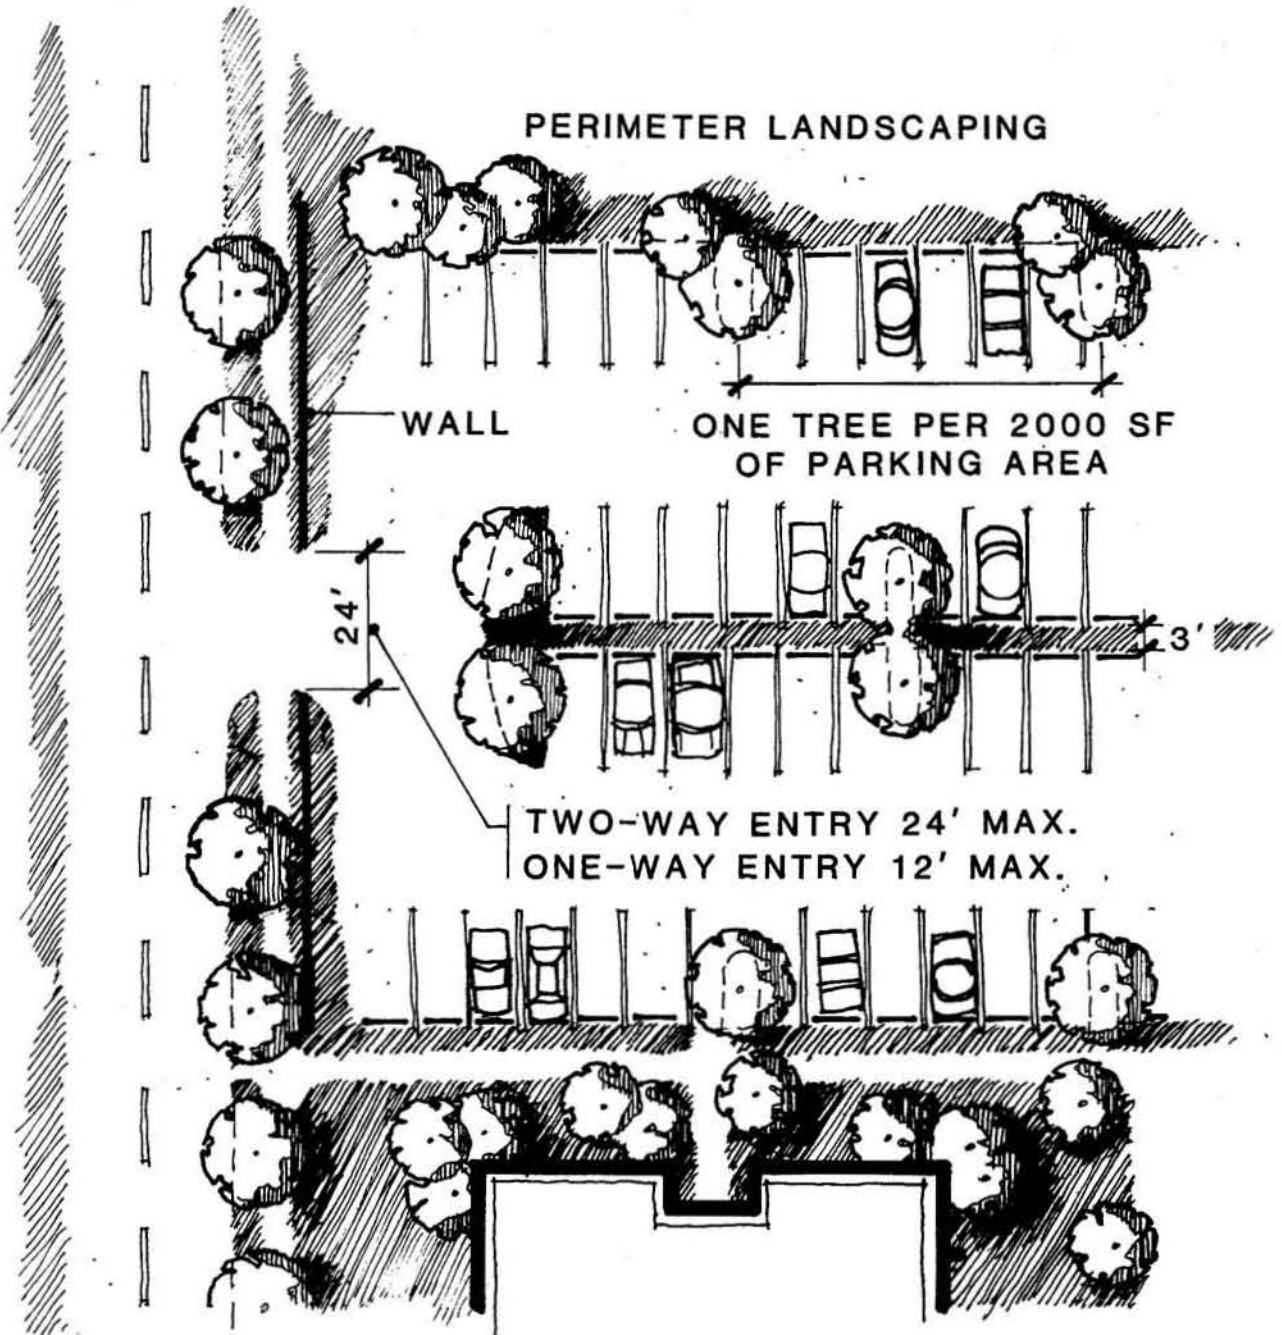 PERIMETER LANDSCAPING
WALL
ONE TREE PER 2000 SF
OF PARKING AREA
24'
3'
TWO-WAY ENTRY 24' MAX.
ONE-WAY ENTRY 12' MAX.